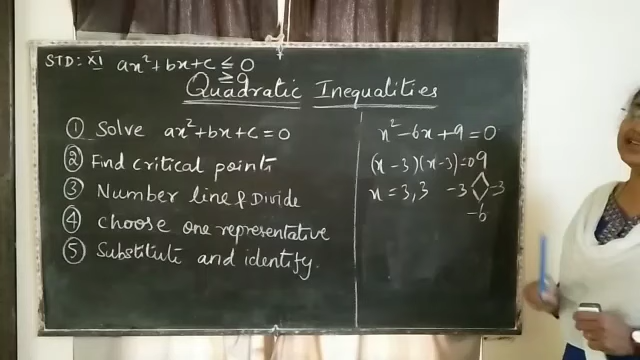 STD: XI ax²+bx+c ≤ 0
≥ 0
Quadratic Inequalities
① Solve ax²+bx+c=0
② Find critical points
③ Number line & Divide
④ choose one representative
⑤ Substitute and identify.
x²-6x+9=0
(x-3)(x-3)=0
x=3,3
9
-3 -3
-6